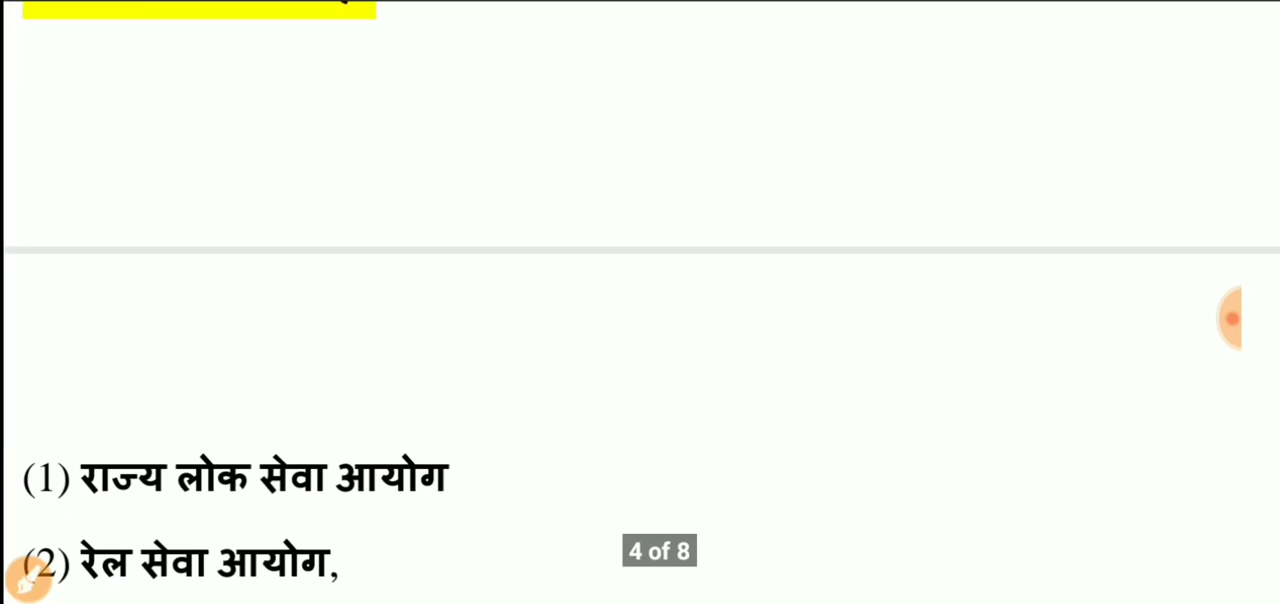 (1) राज्य लोक सेवा आयोग
(2) रेल सेवा आयोग,
4 of 8